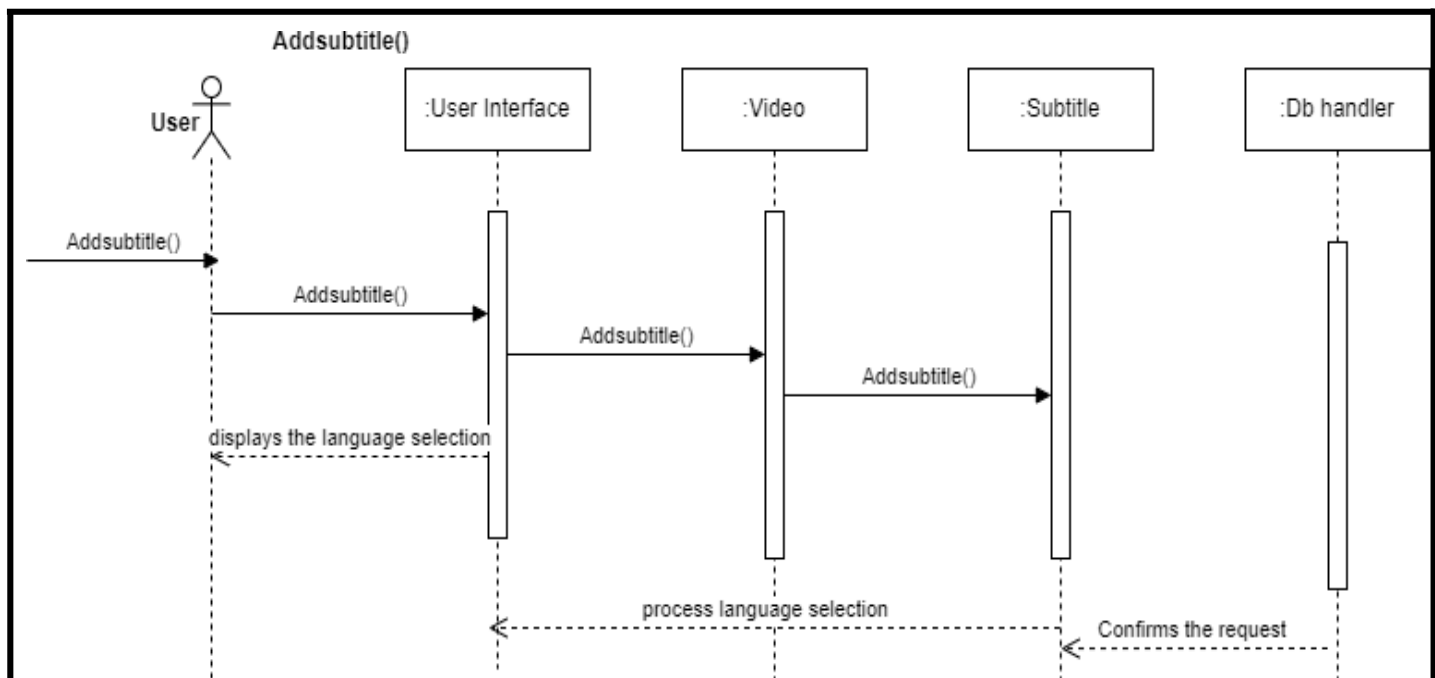 Addsubtitle()
User
:User Interface
:Video
:Subtitle
:Db handler
Addsubtitle()
Addsubtitle()
Addsubtitle()
Addsubtitle()
displays the language selection
process language selection
Confirms the request